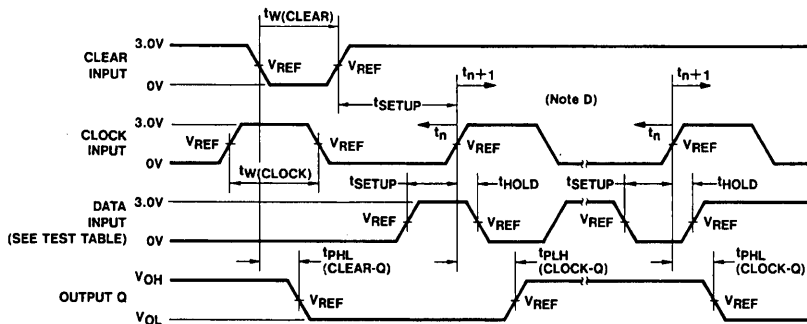 tW(CLEAR)
CLEAR INPUT
3.0V
0V
VREF
VREF
tSETUP
tn+1
(Note D)
tn+1
CLOCK INPUT
3.0V
0V
VREF
VREF
tn
VREF
tn
VREF
tW(CLOCK)
tSETUP
tHOLD
tSETUP
tHOLD
DATA INPUT (SEE TEST TABLE)
3.0V
0V
VREF
VREF
VREF
VREF
tPHL (CLEAR-Q)
tPLH (CLOCK-Q)
tPHL (CLOCK-Q)
OUTPUT Q
VOH
VOL
VREF
VREF
VREF